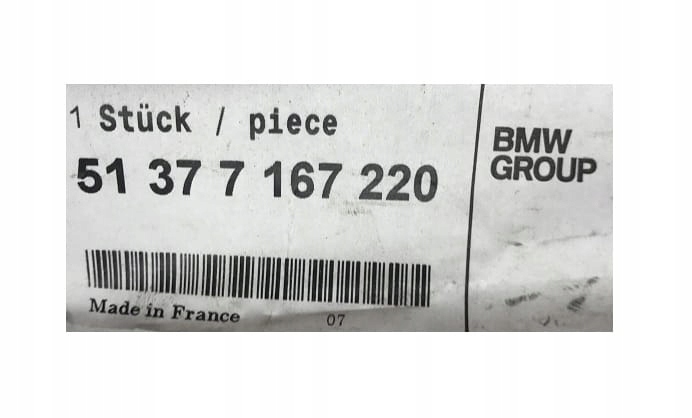 1 Stück / piece
51 37 7 167 220
BMW
GROUP
Made in France
07